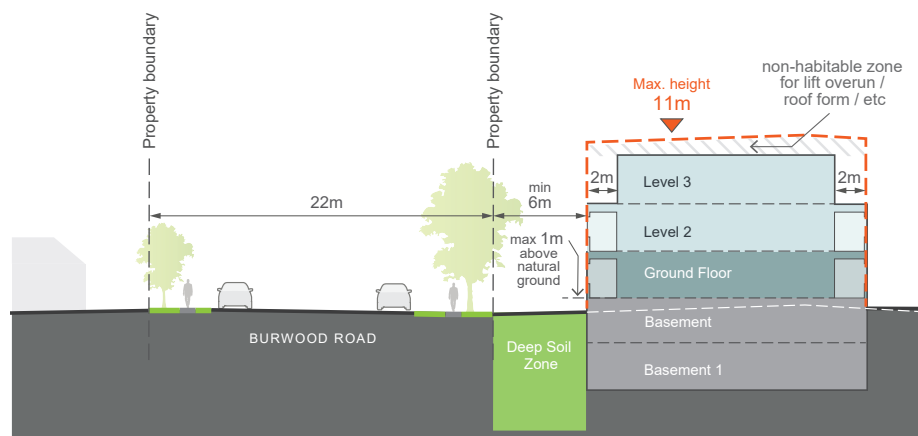 Property boundary
Property boundary
non-habitable zone
for lift overun /
roof form / etc
Max. height
11m
22m
min
6m
2m
2m
Level 3
Level 2
max 1m
above
natural
ground
Ground Floor
Basement
Basement 1
BURWOOD ROAD
Deep Soil
Zone